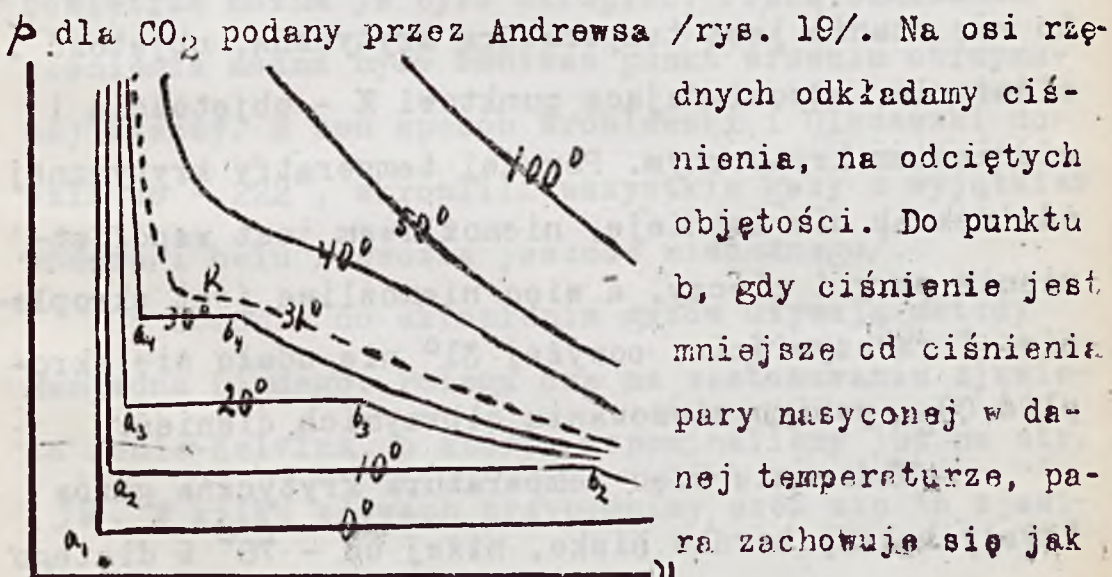 p dla CO₂ podany przez Andrewsa /rys. 19/. Na osi rzę-
dnych odkładamy ciś-
nienia, na odciętych
objętości. Do punktu
b, gdy ciśnienie jest
mniejsze od ciśnienia
pary nasyconej w da-
nej temperaturze, pa-
ra zachowuje się jak
100°
50°
40°
K
31°
30°
a₄ b₄
20°
a₃ b₃
10°
a₂ b₂
0°
a₁
v